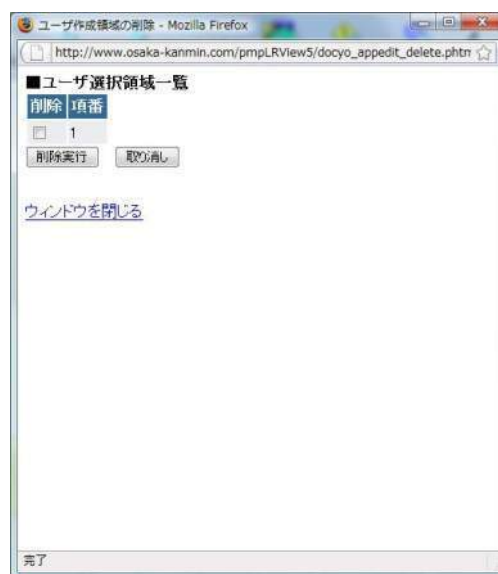 ユーザ作成領域の削除 - Mozilla Firefox
http://www.osaka-kanmin.com/pmpLRView5/docyo_appedit_delete.phtm
■ユーザ選択領域一覧
削除 項番
1
削除実行 取り消し
ウィンドウを閉じる
完了